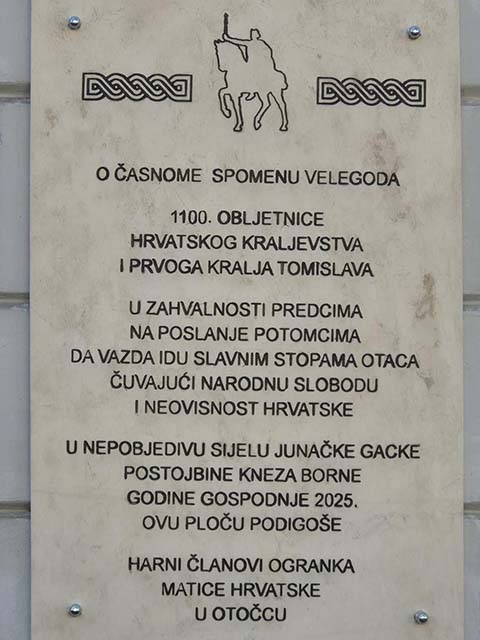 O ČASNOME SPOMENU VELEGODA
1100. OBLJETNICE
HRVATSKOG KRALJEVSTVA
I PRVOGA KRALJA TOMISLAVA
U ZAHVALNOSTI PREDCIMA
NA POSLANJE POTOMCIMA
DA VAZDA IDU SLAVNIM STOPAMA OTACA
ČUVAJUĆI NARODNU SLOBODU
I NEOVISNOST HRVATSKE
U NEPOBJEDIVU SIJELU JUNAČKE GACKE
POSTOJBINE KNEZA BORNE
GODINE GOSPODNJE 2025.
OVU PLOČU PODIGOŠE
HARNI ČLANOVI OGRANKA
MATICE HRVATSKE
U OTOČCU